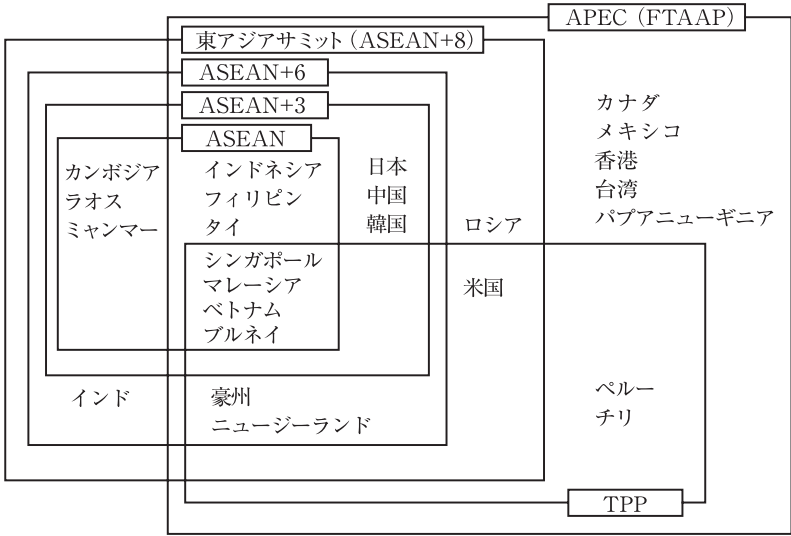 APEC（FTAAP）
東アジアサミット（ASEAN+8）
ASEAN+6
ASEAN+3
ASEAN
カンボジア
ラオス
ミャンマー
インドネシア
フィリピン
タイ
シンガポール
マレーシア
ベトナム
ブルネイ
日本
中国
韓国
ロシア
米国
カナダ
メキシコ
香港
台湾
パプアニューギニア
インド
豪州
ニュージーランド
ペルー
チリ
TPP